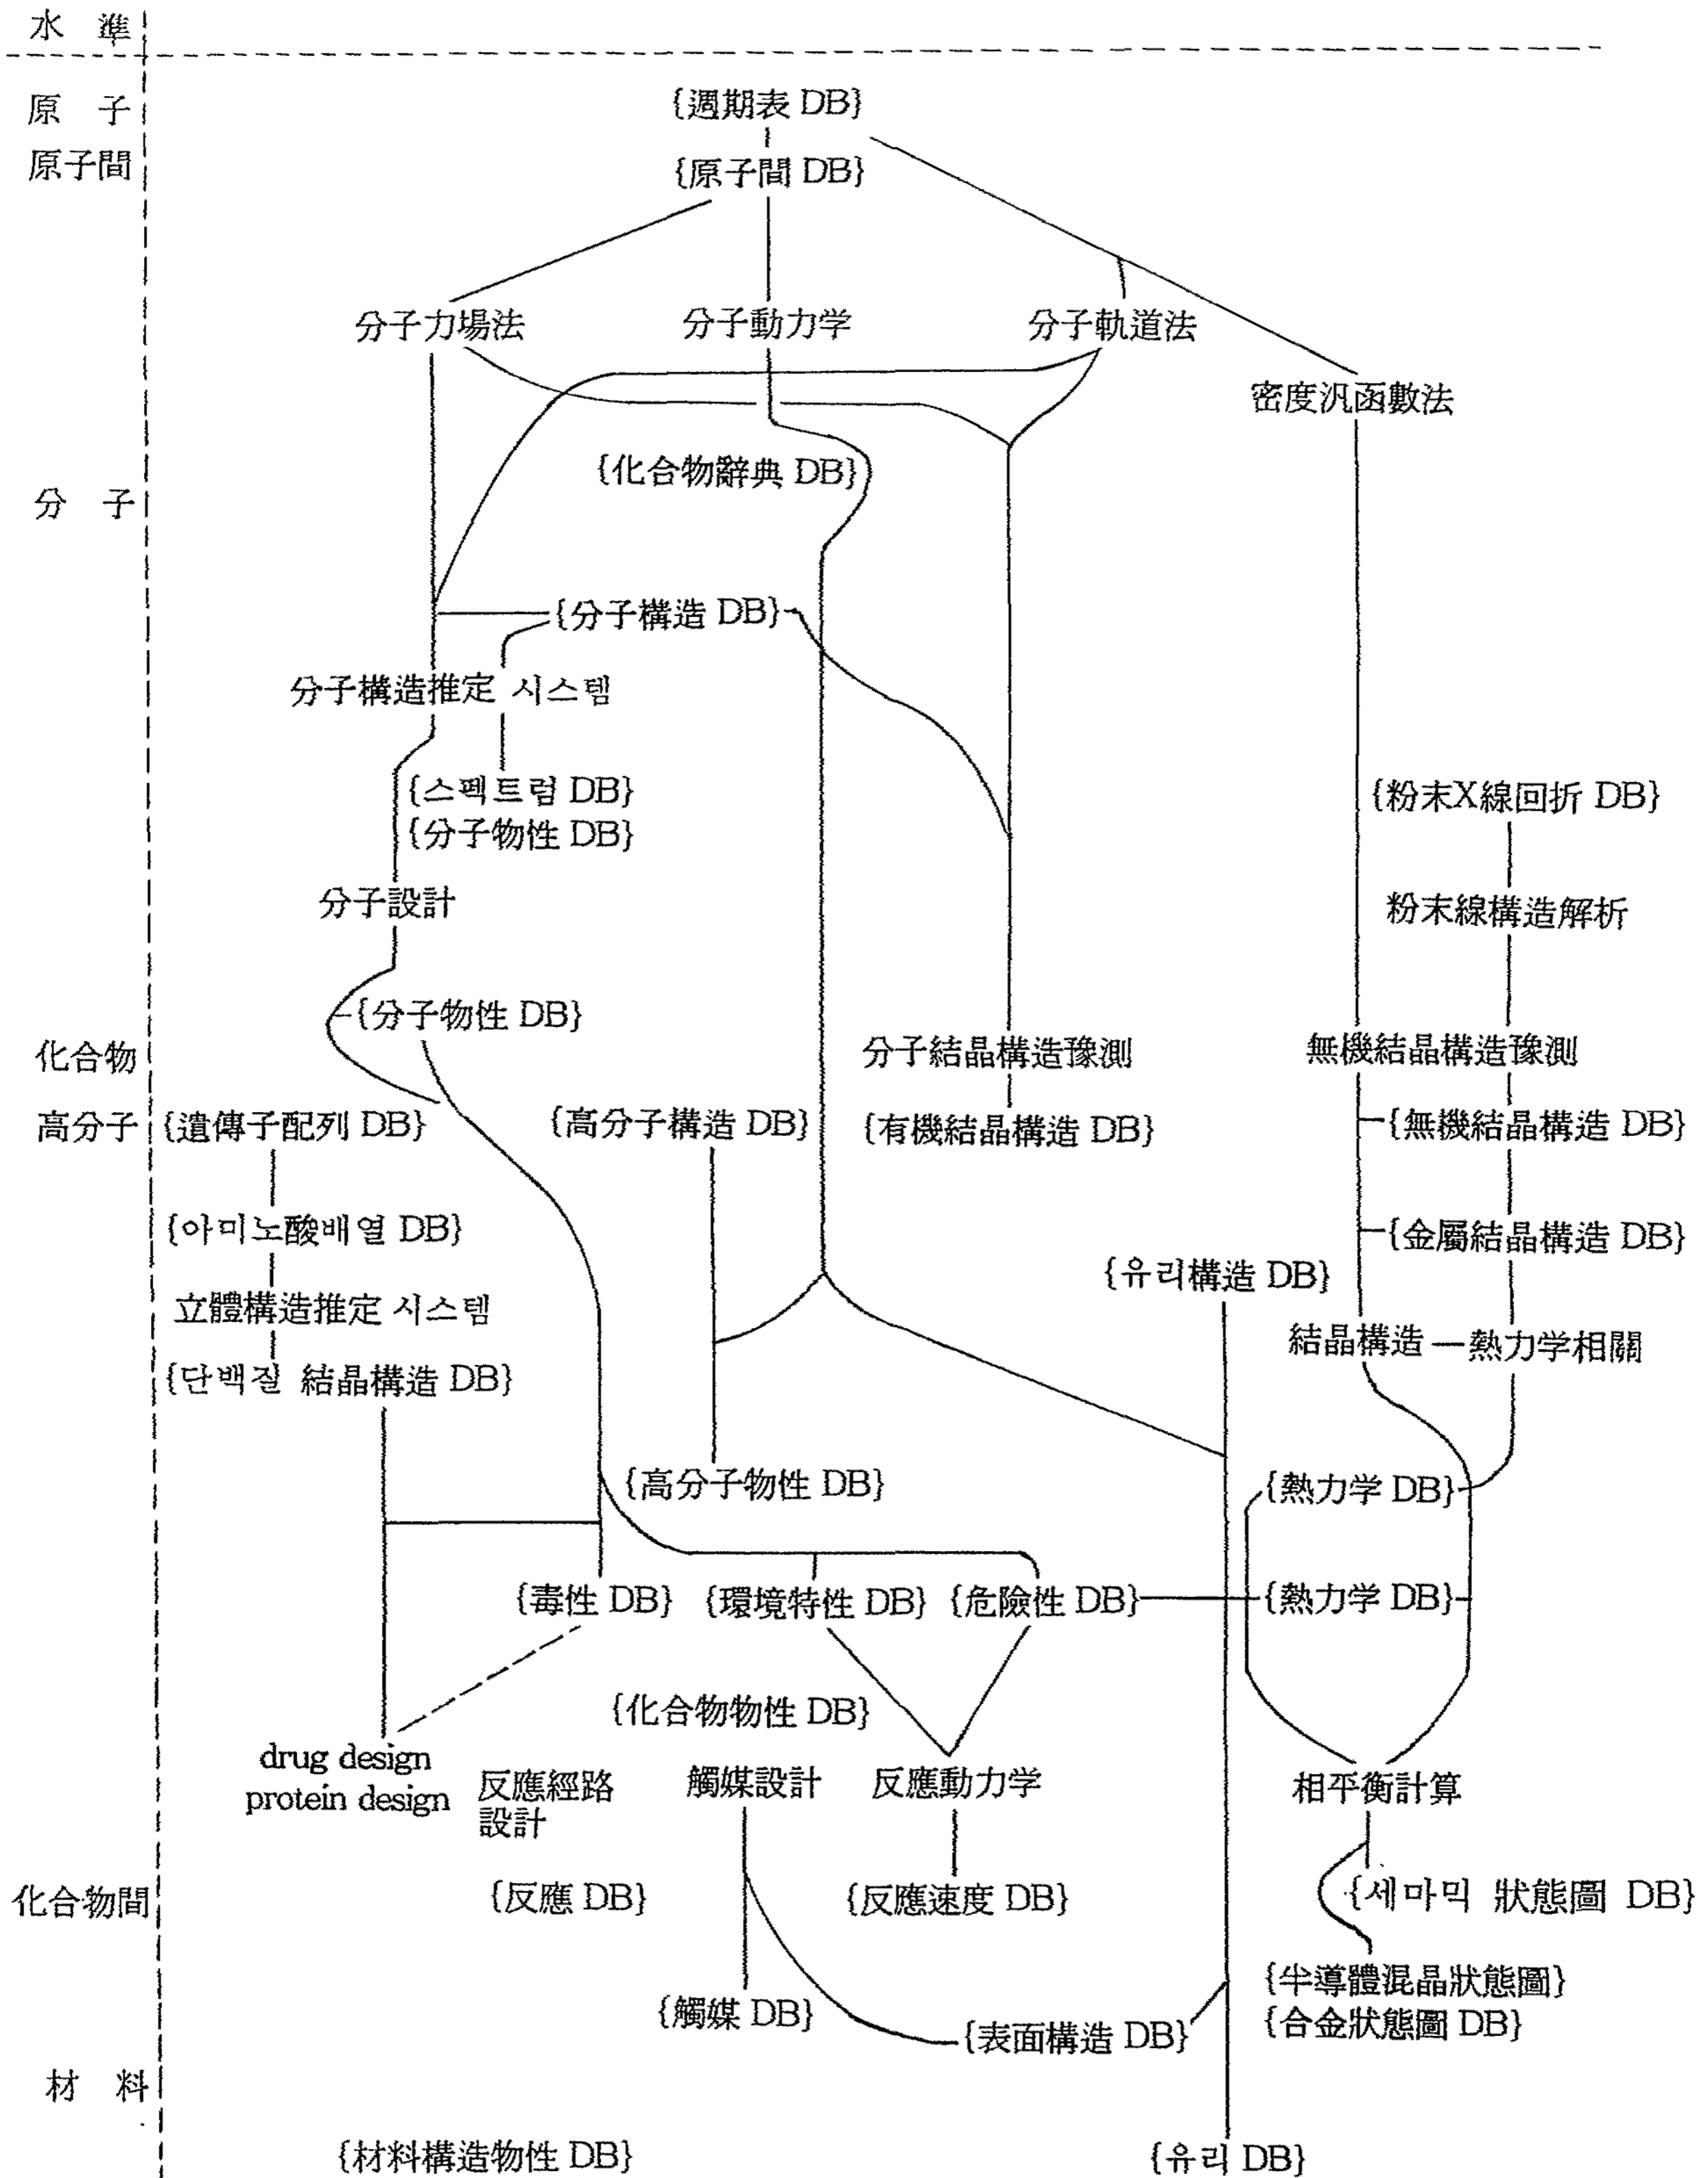 水 準
原 子
{週期表 DB}
原子間
{原子間 DB}
分子力場法 分子動力学 分子軌道法
密度汎函數法
{化合物辭典 DB}
分 子
{分子構造 DB}
分子構造推定 시스템
{스펙트럼 DB}
{粉末X線回折 DB}
{分子物性 DB}
分子設計
粉末線構造解析
{分子物性 DB}
化合物
分子結晶構造豫測
無機結晶構造豫測
高分子
{遺傳子配列 DB}
{高分子構造 DB}
{有機結晶構造 DB}
{無機結晶構造 DB}
{아미노酸배열 DB}
{金屬結晶構造 DB}
{유리構造 DB}
立體構造推定 시스템
結晶構造 — 熱力学相關
{단백질 結晶構造 DB}
{高分子物性 DB}
{熱力学 DB}
{毒性 DB} {環境特性 DB} {危險性 DB}
{熱力学 DB}
{化合物物性 DB}
drug design
protein design
反應經路
設計
觸媒設計
反應動力学
相平衡計算
化合物間
{反應 DB}
{反應速度 DB}
{세마믹 狀態圖 DB}
{半導體混晶狀態圖}
{觸媒 DB}
{合金狀態圖 DB}
{表面構造 DB}
材 料
{材料構造物性 DB}
{유리 DB}